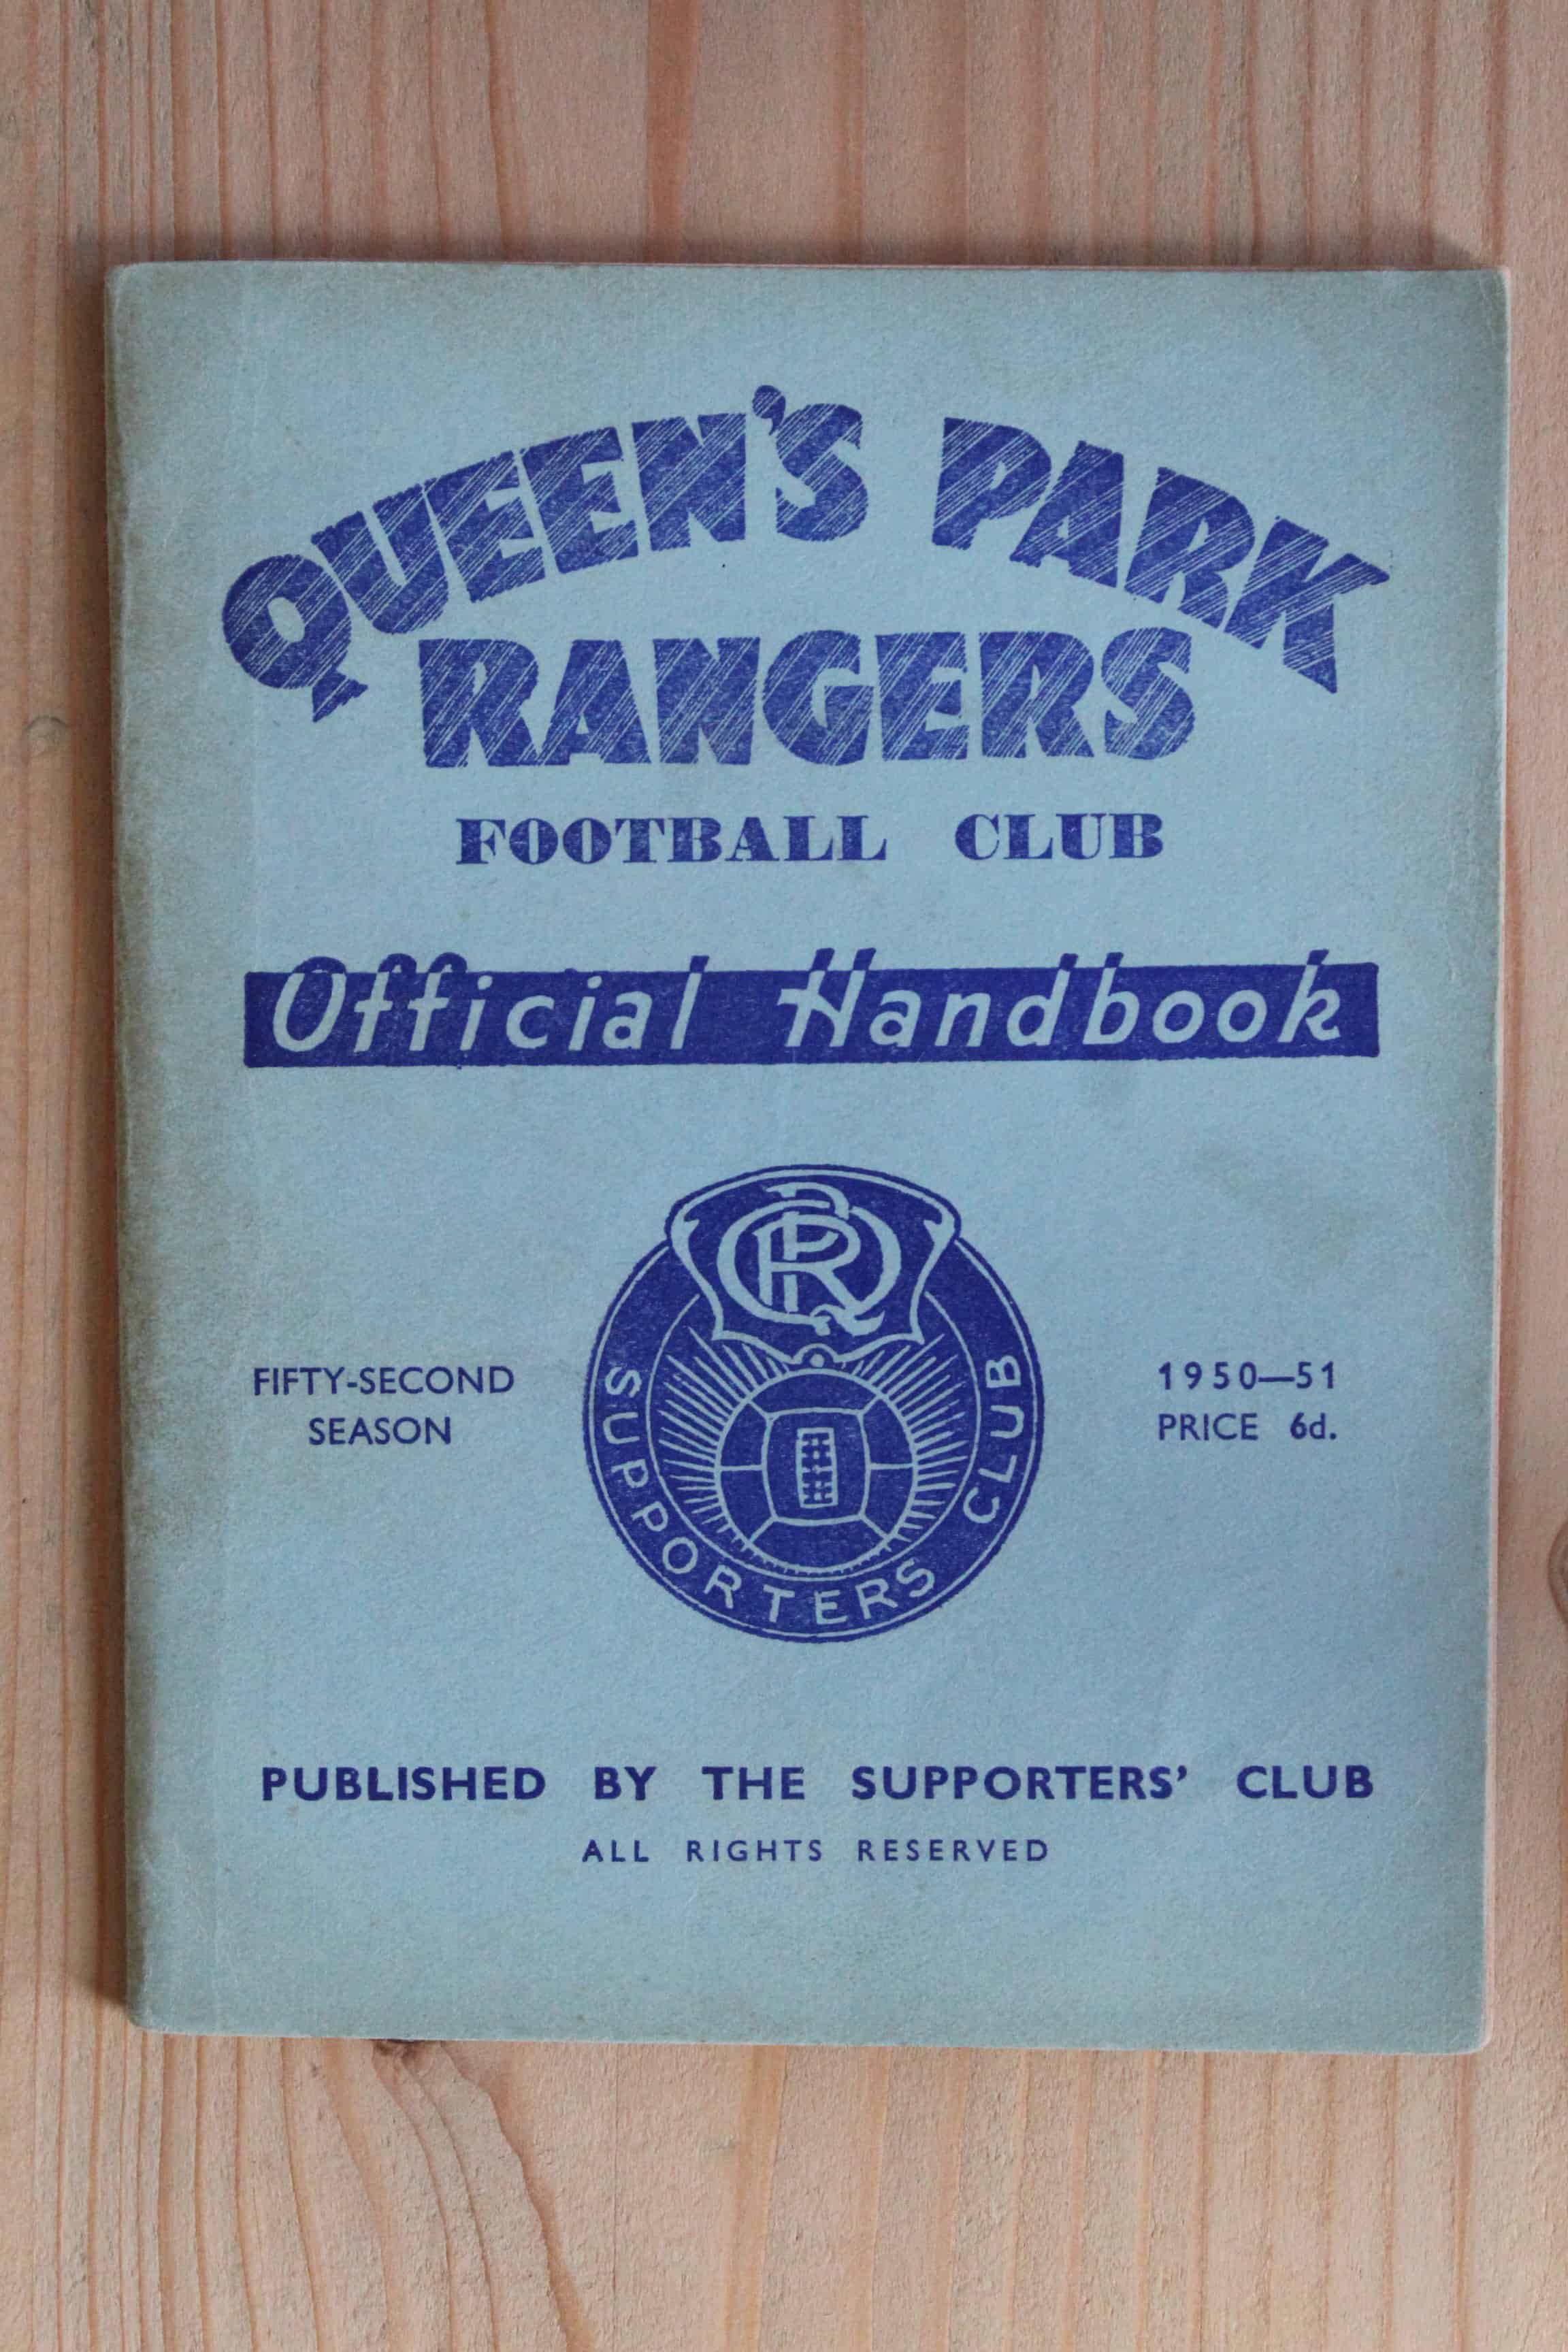 QUEEN'S PARK
RANGERS
FOOTBALL CLUB
Official Handbook
QPR
SUPPORTERS CLUB
FIFTY-SECOND
SEASON
1950—51
PRICE 6d.
PUBLISHED BY THE SUPPORTERS' CLUB
ALL RIGHTS RESERVED